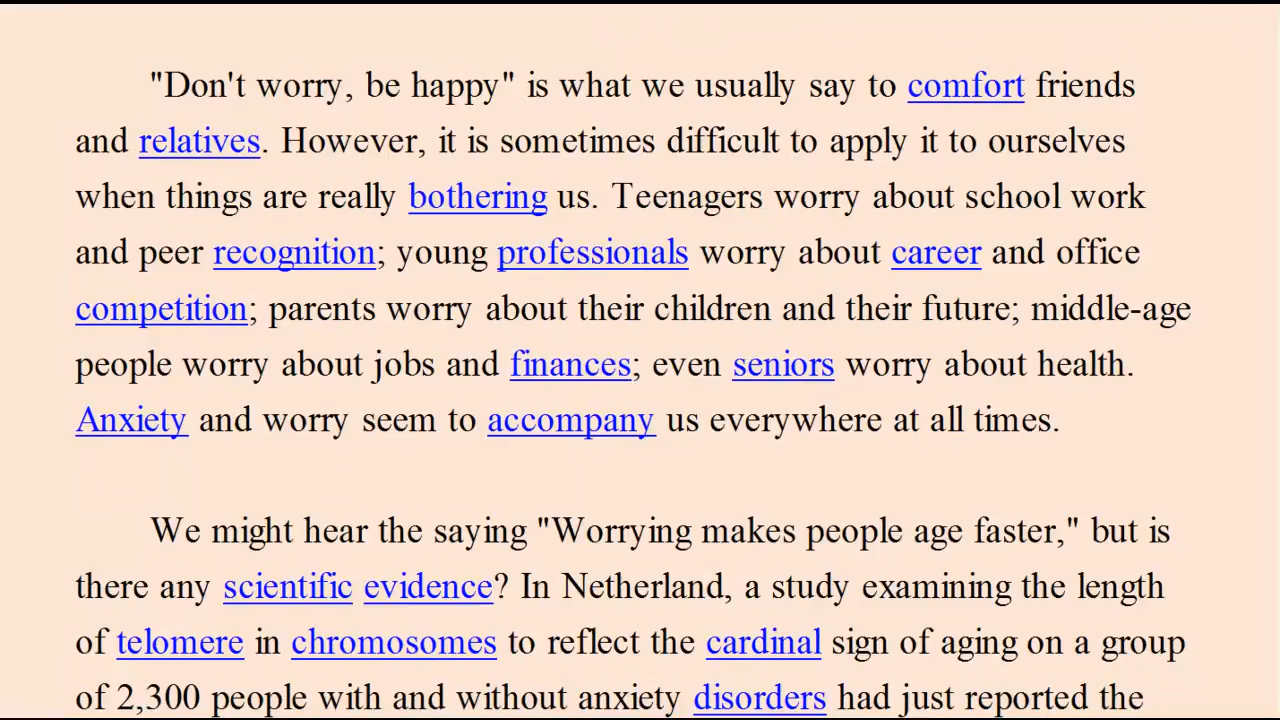 "Don't worry, be happy" is what we usually say to comfort friends
and relatives. However, it is sometimes difficult to apply it to ourselves
when things are really bothering us. Teenagers worry about school work
and peer recognition; young professionals worry about career and office
competition; parents worry about their children and their future; middle-age
people worry about jobs and finances; even seniors worry about health.
Anxiety and worry seem to accompany us everywhere at all times.
We might hear the saying "Worrying makes people age faster," but is
there any scientific evidence? In Netherland, a study examining the length
of telomere in chromosomes to reflect the cardinal sign of aging on a group
of 2,300 people with and without anxiety disorders had just reported the